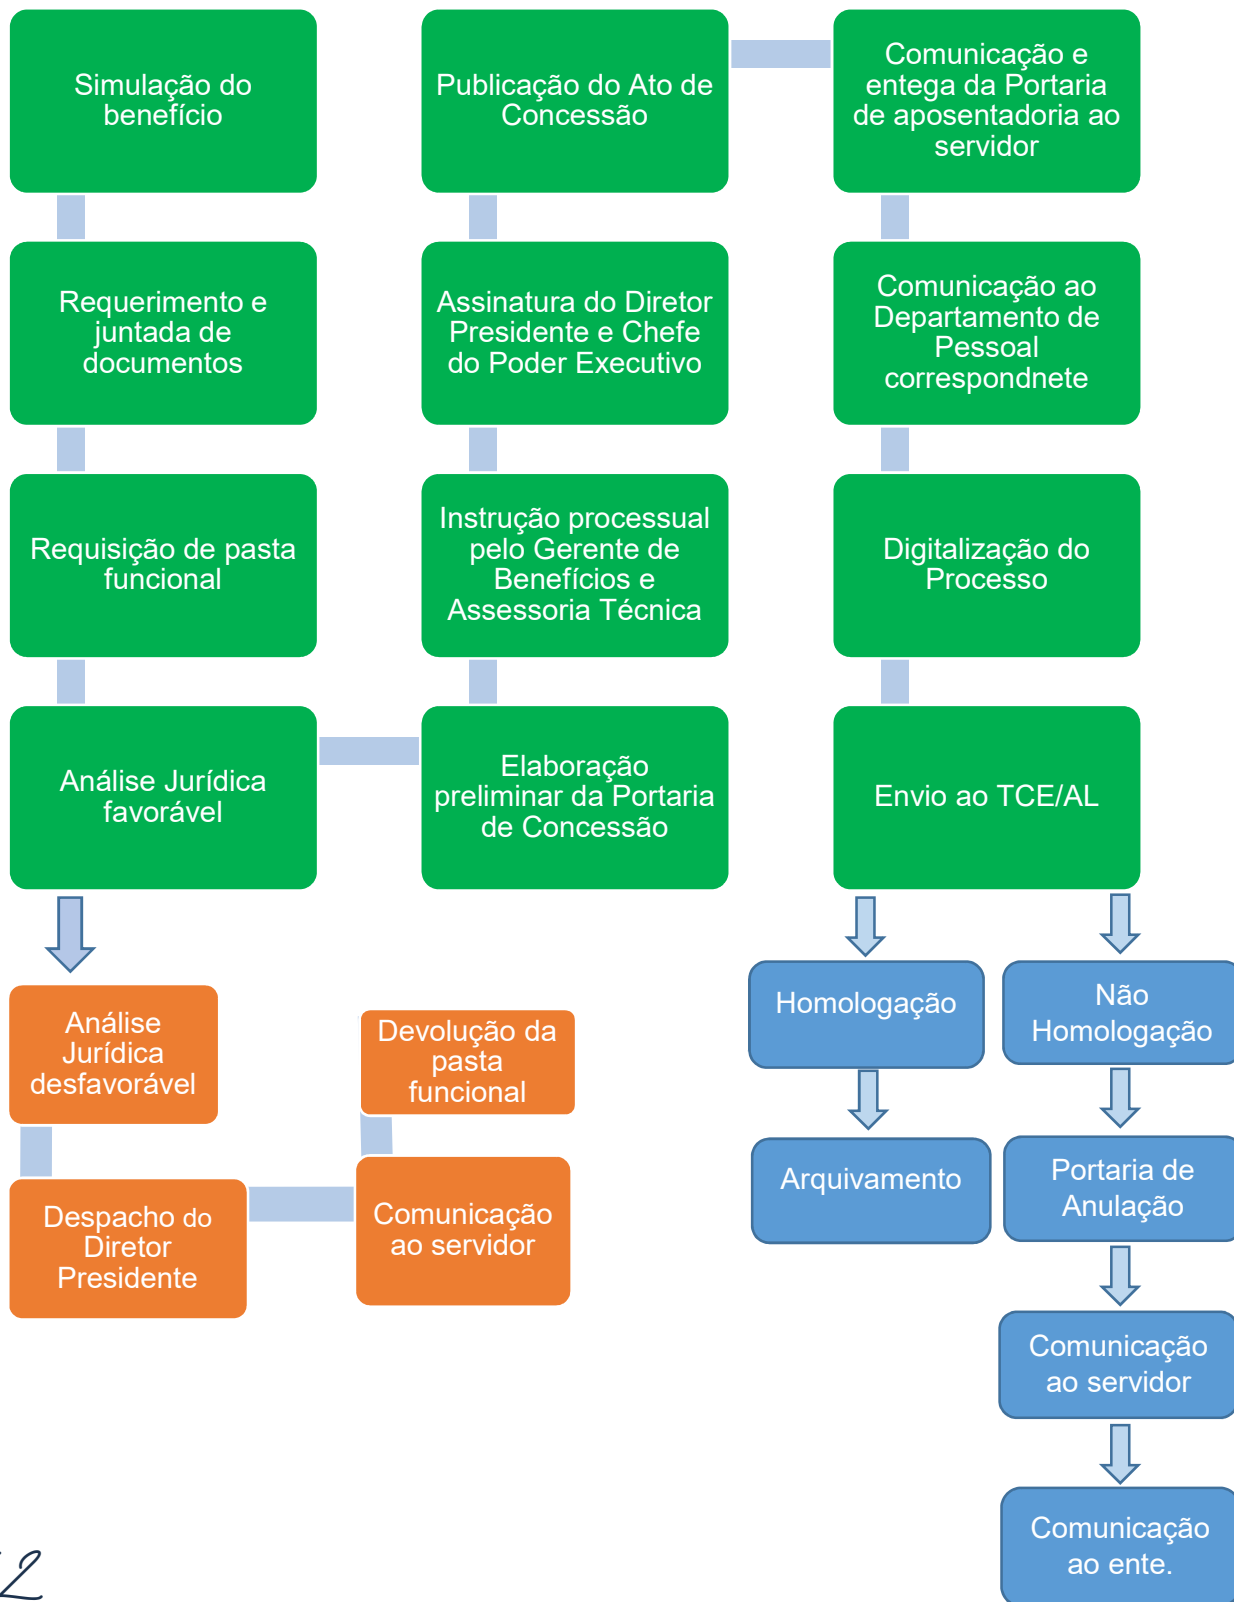 Simulação do
benefício
Requerimento e
juntada de
documentos
Requisição de pasta
funcional
Análise Jurídica
favorável
Publicação do Ato de
Concessão
Assinatura do Diretor
Presidente e Chefe
do Poder Executivo
Instrução processual
pelo Gerente de
Benefícios e
Assessoria Técnica
Elaboração
preliminar da Portaria
de Concessão
Comunicação e
entega da Portaria
de aposentadoria ao
servidor
Comunicação ao
Departamento de
Pessoal
correspondnete
Digitalização do
Processo
Envio ao TCE/AL
Análise
Jurídica
desfavorável
Despacho do
Diretor
Presidente
Comunicação
ao servidor
Devolução da
pasta
funcional
Homologação
Arquivamento
Não
Homologação
Portaria de
Anulação
Comunicação
ao servidor
Comunicação
ao ente.